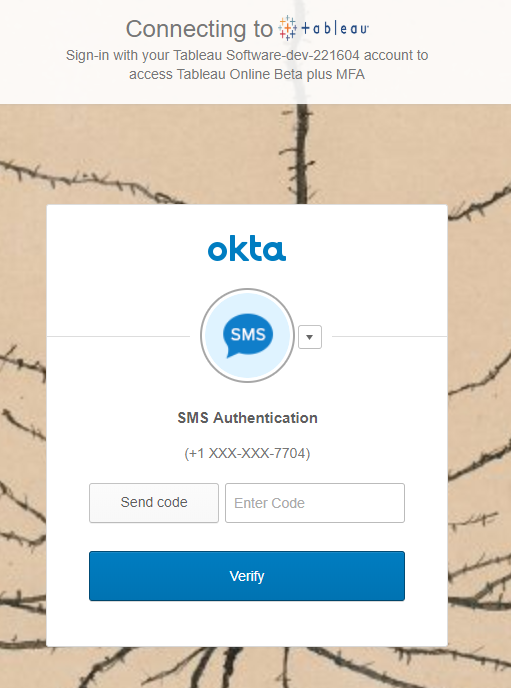 Connecting to +tableau
Sign-in with your Tableau Software-dev-221604 account to
access Tableau Online Beta plus MFA
okta
SMS
SMS Authentication
(+1 XXX-XXX-7704)
Send code Enter Code
Verify